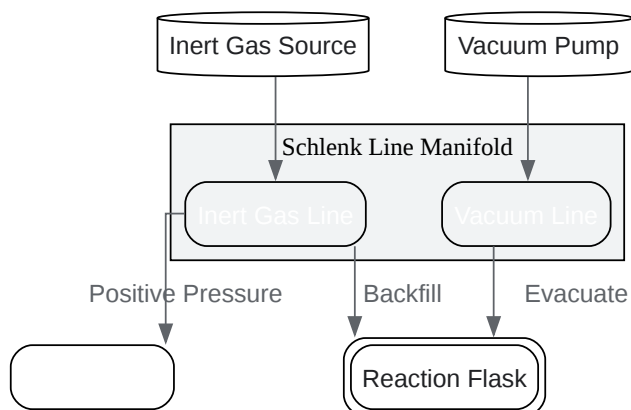 Inert Gas Source
Vacuum Pump
Schlenk Line Manifold
Inert Gas Line
Vacuum Line
Positive Pressure
Backfill
Evacuate
Reaction Flask